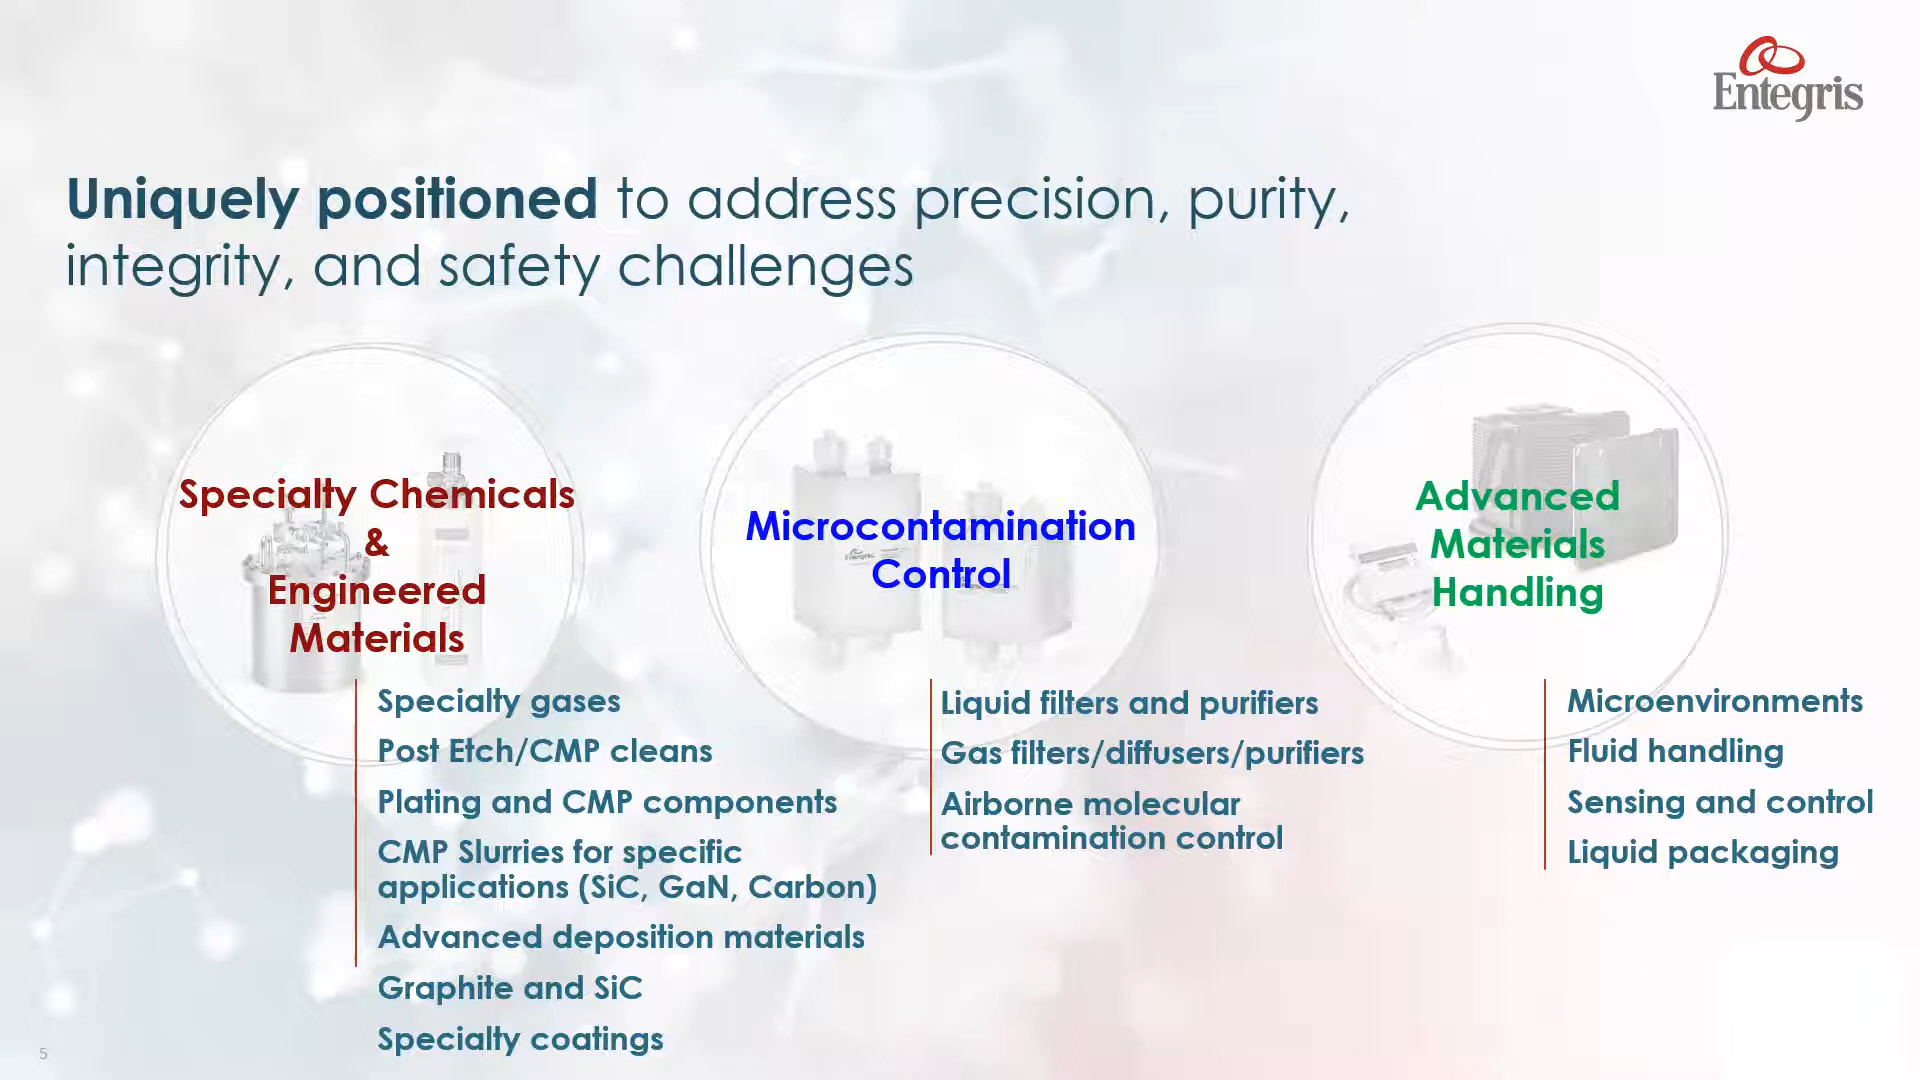 Entegris
Uniquely positioned to address precision, purity,
integrity, and safety challenges
Specialty Chemicals
&
Engineered
Materials
Specialty gases
Post Etch/CMP cleans
Plating and CMP components
CMP Slurries for specific
applications (SiC, GaN, Carbon)
Advanced deposition materials
Graphite and SiC
Specialty coatings
Microcontamination
Control
Entegris
Liquid filters and purifiers
Gas filters/diffusers/purifiers
Airborne molecular
contamination control
Advanced
Materials
Handling
Microenvironments
Fluid handling
Sensing and control
Liquid packaging
5